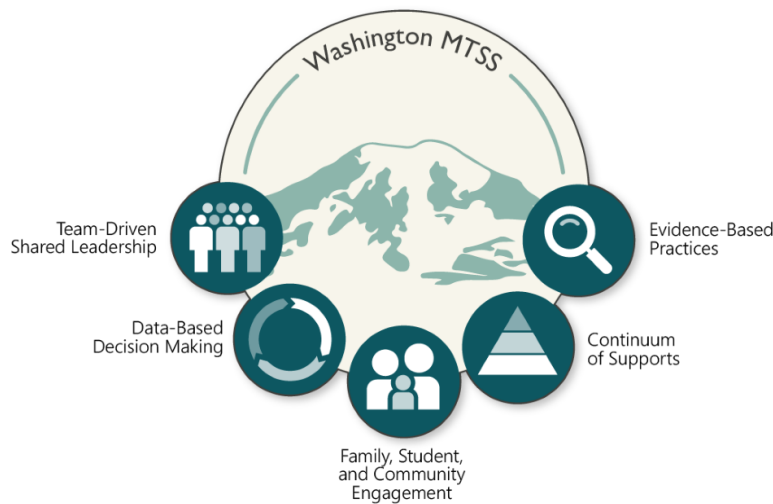 Washington MTSS
Team-Driven
Shared Leadership
Evidence-Based
Practices
Data-Based
Decision Making
Continuum
of Supports
Family, Student,
and Community
Engagement